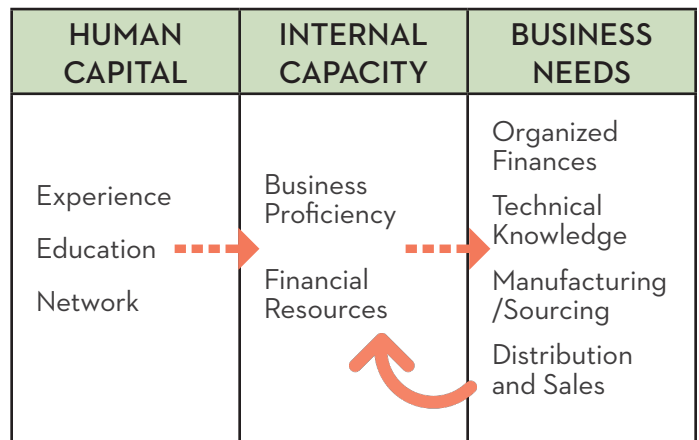 HUMAN
CAPITAL
INTERNAL
CAPACITY
BUSINESS
NEEDS
Experience
Education
Network
Business
Proficiency
Financial
Resources
Organized
Finances
Technical
Knowledge
Manufacturing
/Sourcing
Distribution
and Sales